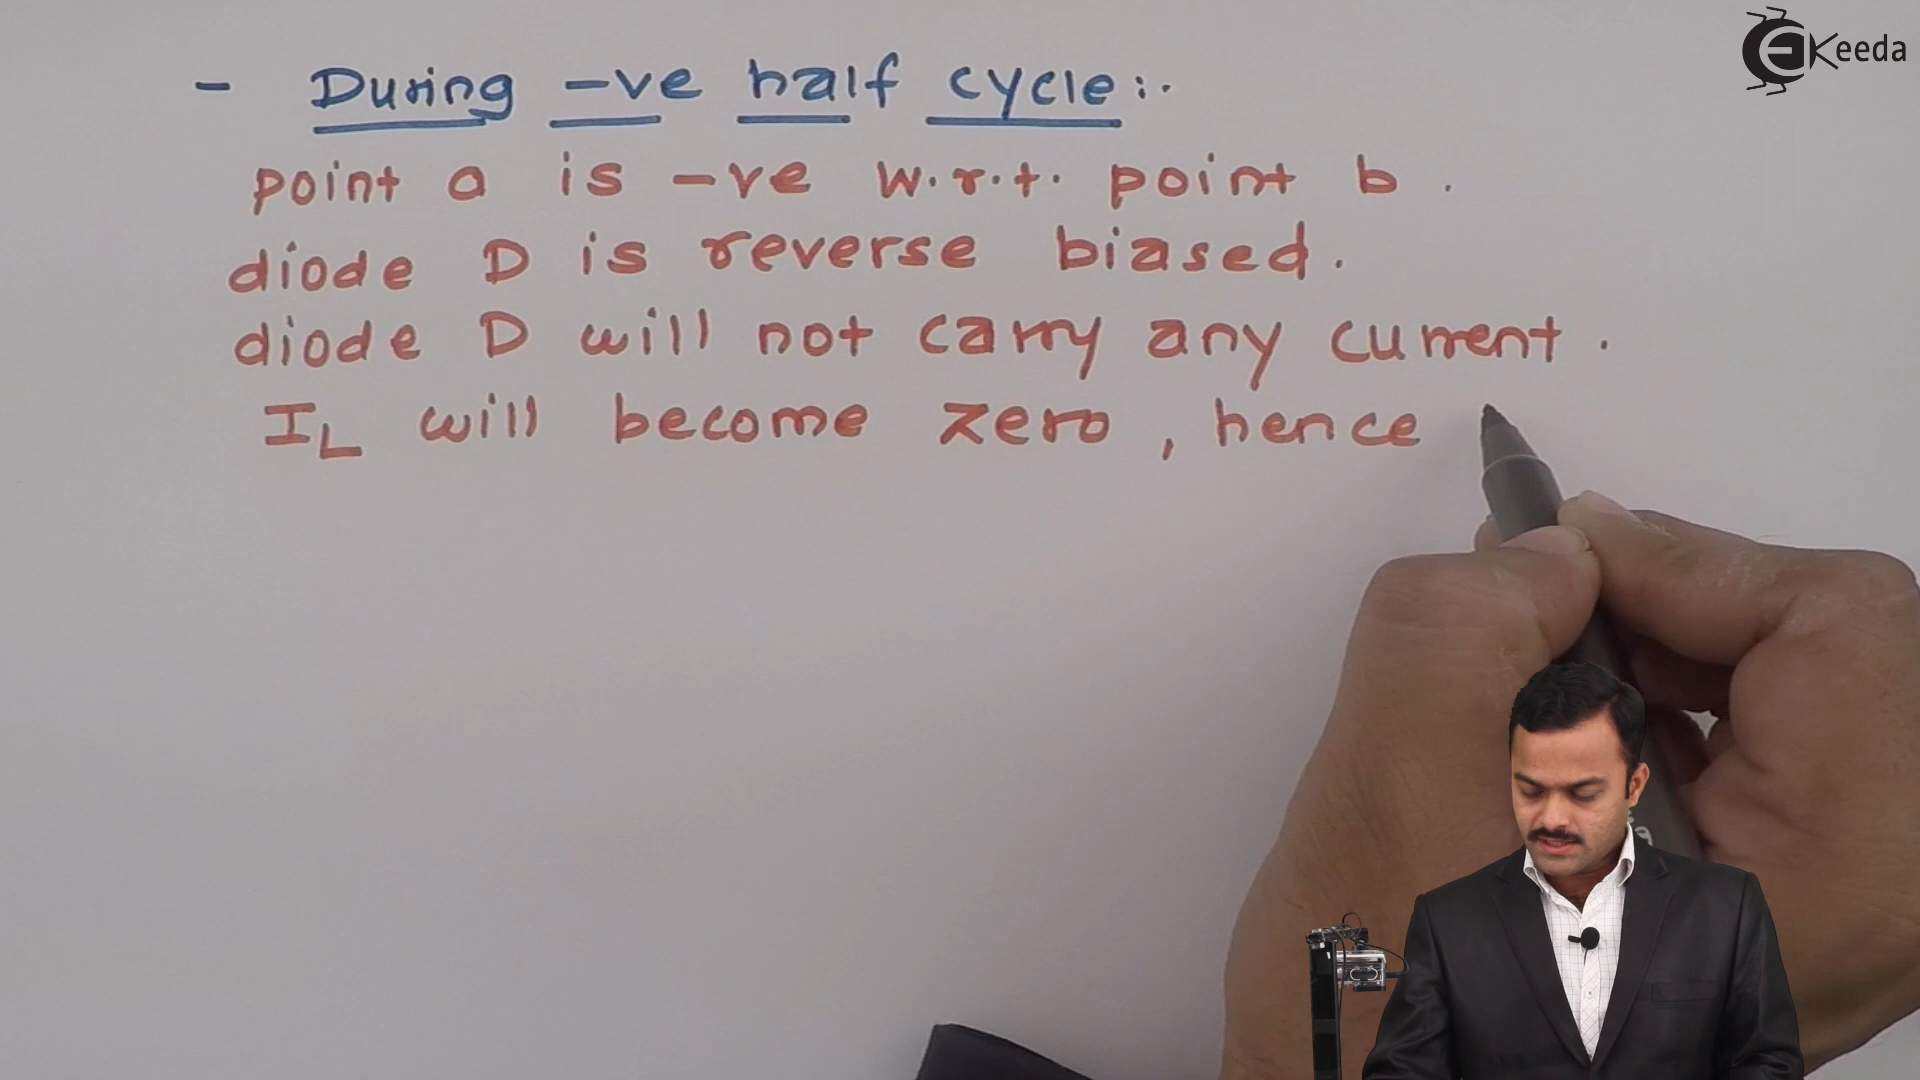 Keeda
- During -ve half cycle:-
point a is -ve w.r.t. point b.
diode D is reverse biased.
diode D will not carry any current.
IL will become zero, hence